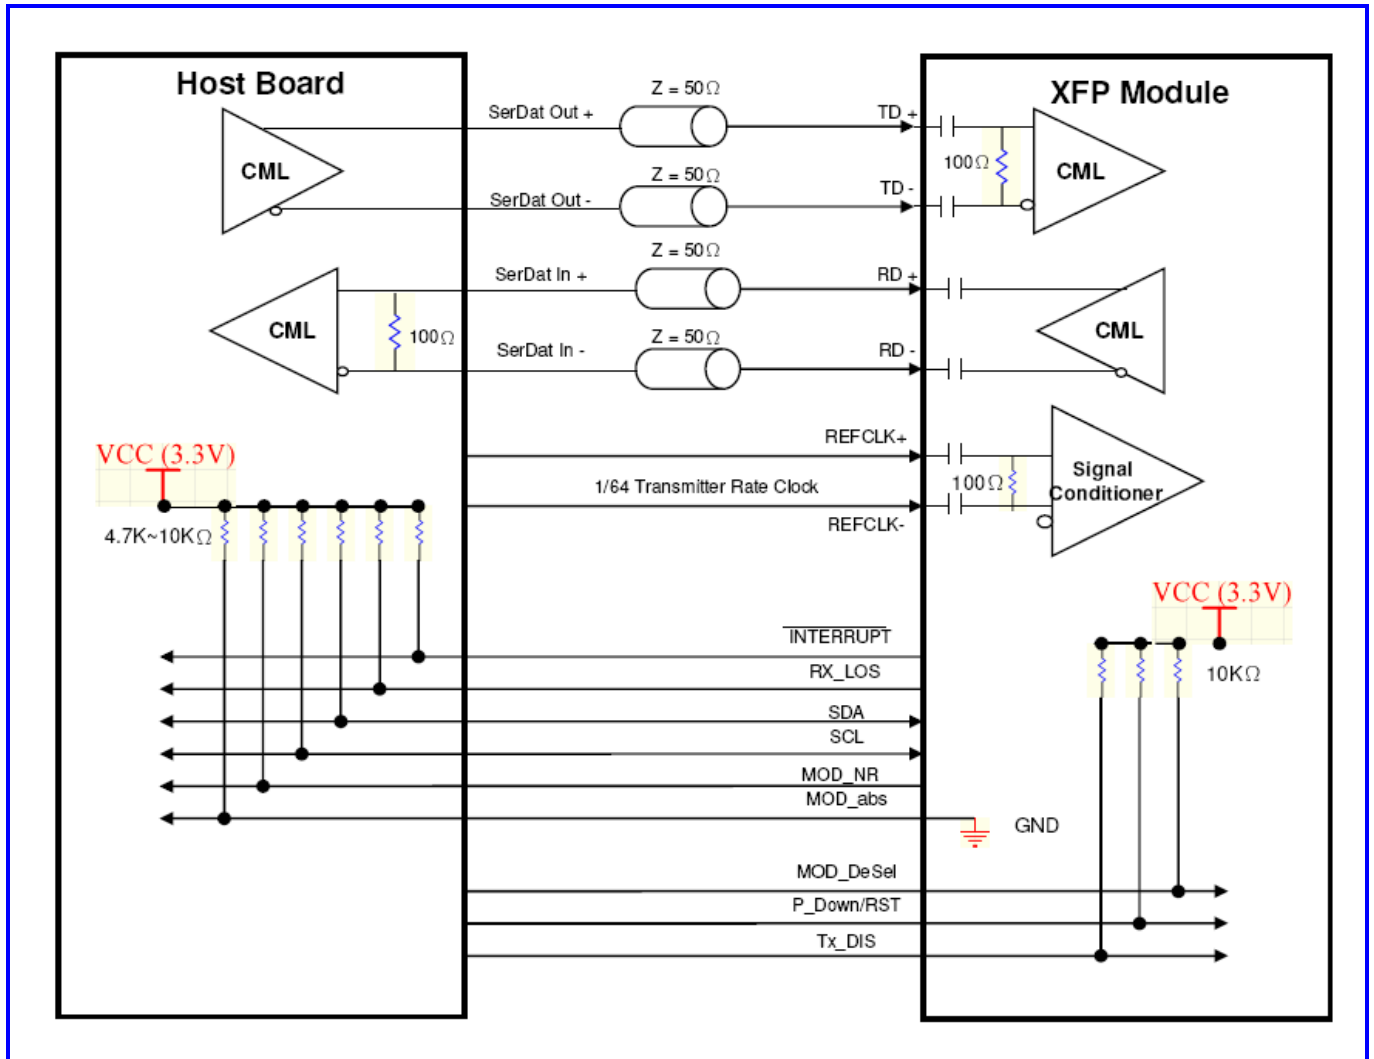 Host Board
XFP Module
Z = 50Ω
SerDat Out +
TD +
CML
100Ω
CML
Z = 50Ω
SerDat Out -
TD -
Z = 50Ω
SerDat In +
RD +
CML
100Ω
Z = 50Ω
CML
SerDat In -
RD -
REFCLK+
VCC (3.3V)
Signal
Conditioner
100Ω
1/64 Transmitter Rate Clock
REFCLK-
4.7K~10KΩ
VCC (3.3V)
INTERRUPT
RX_LOS
10KΩ
SDA
SCL
MOD_NR
MOD_abs
GND
MOD_DeSel
P_Down/RST
Tx_DIS